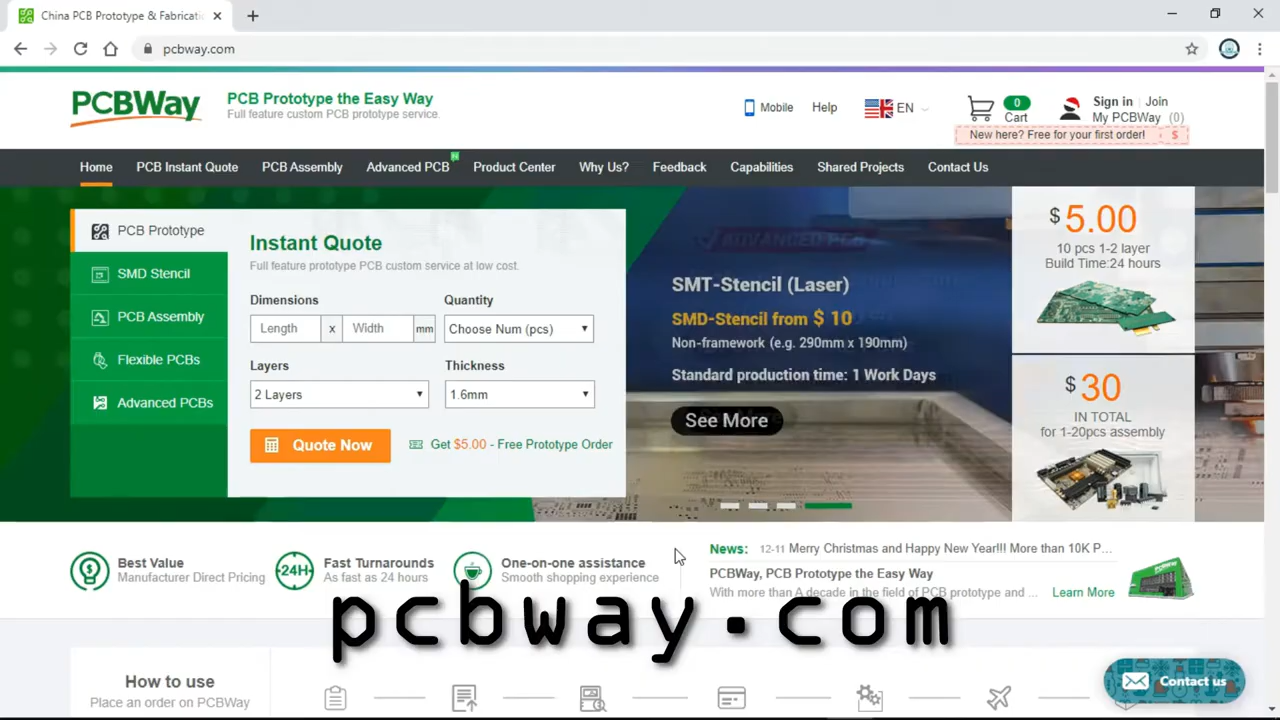 China PCB Prototype & Fabricati
pcbway.com
PCBWay
PCB Prototype the Easy Way
Full feature custom PCB prototype service.
Mobile
Help
EN
0
Cart
Sign in
Join
My PCBWay (0)
New here? Free for your first order! $
Home
PCB Instant Quote
PCB Assembly
Advanced PCB
Product Center
Why Us?
Feedback
Capabilities
Shared Projects
Contact Us
PCB Prototype
SMD Stencil
PCB Assembly
Flexible PCBs
Advanced PCBs
Instant Quote
Full feature prototype PCB custom service at low cost.
Dimensions
Quantity
Length x Width mm
Choose Num (pcs)
Layers
Thickness
2 Layers
1.6mm
Quote Now
Get $5.00 - Free Prototype Order
ADVANCED PCB
SMT-Stencil (Laser)
SMD-Stencil from $ 10
Non-framework (e.g. 290mm x 190mm)
Standard production time: 1 Work Days
See More
$ 5.00
10 pcs 1-2 layer
Build Time:24 hours
$ 30
IN TOTAL
for 1-20pcs assembly
Best Value
Manufacturer Direct Pricing
24H
Fast Turnarounds
As fast as 24 hours
One-on-one assistance
Smooth shopping experience
News: 12-11 Merry Christmas and Happy New Year!!! More than 10K P...
PCBWay, PCB Prototype the Easy Way
With more than A decade in the field of PCB prototype and ... Learn More
pcbway.com
How to use
Place an order on PCBWay
Contact us